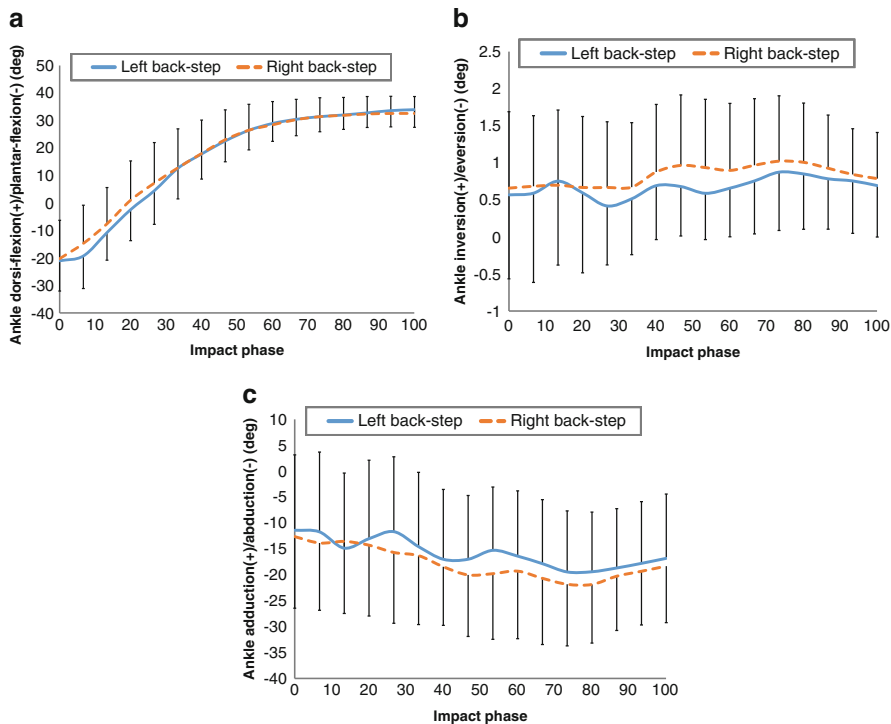 a
Ankle dorsi-flexion(+)/plantar-flexion(-) (deg)
Left back-step Right back-step
50
40
30
20
10
0
-10
-20
-30
-40
0 10 20 30 40 50 60 70 80 90 100
Impact phase
b
Ankle inversion(+)/eversion(-) (deg)
Left back-step Right back-step
2.5
2
1.5
1
0.5
0
-0.5
-1
0 10 20 30 40 50 60 70 80 90 100
Impact phase
c
Ankle adduction(+)/abduction(-) (deg)
Left back-step Right back-step
10
5
0
-5
-10
-15
-20
-25
-30
-35
-40
0 10 20 30 40 50 60 70 80 90 100
Impact phase